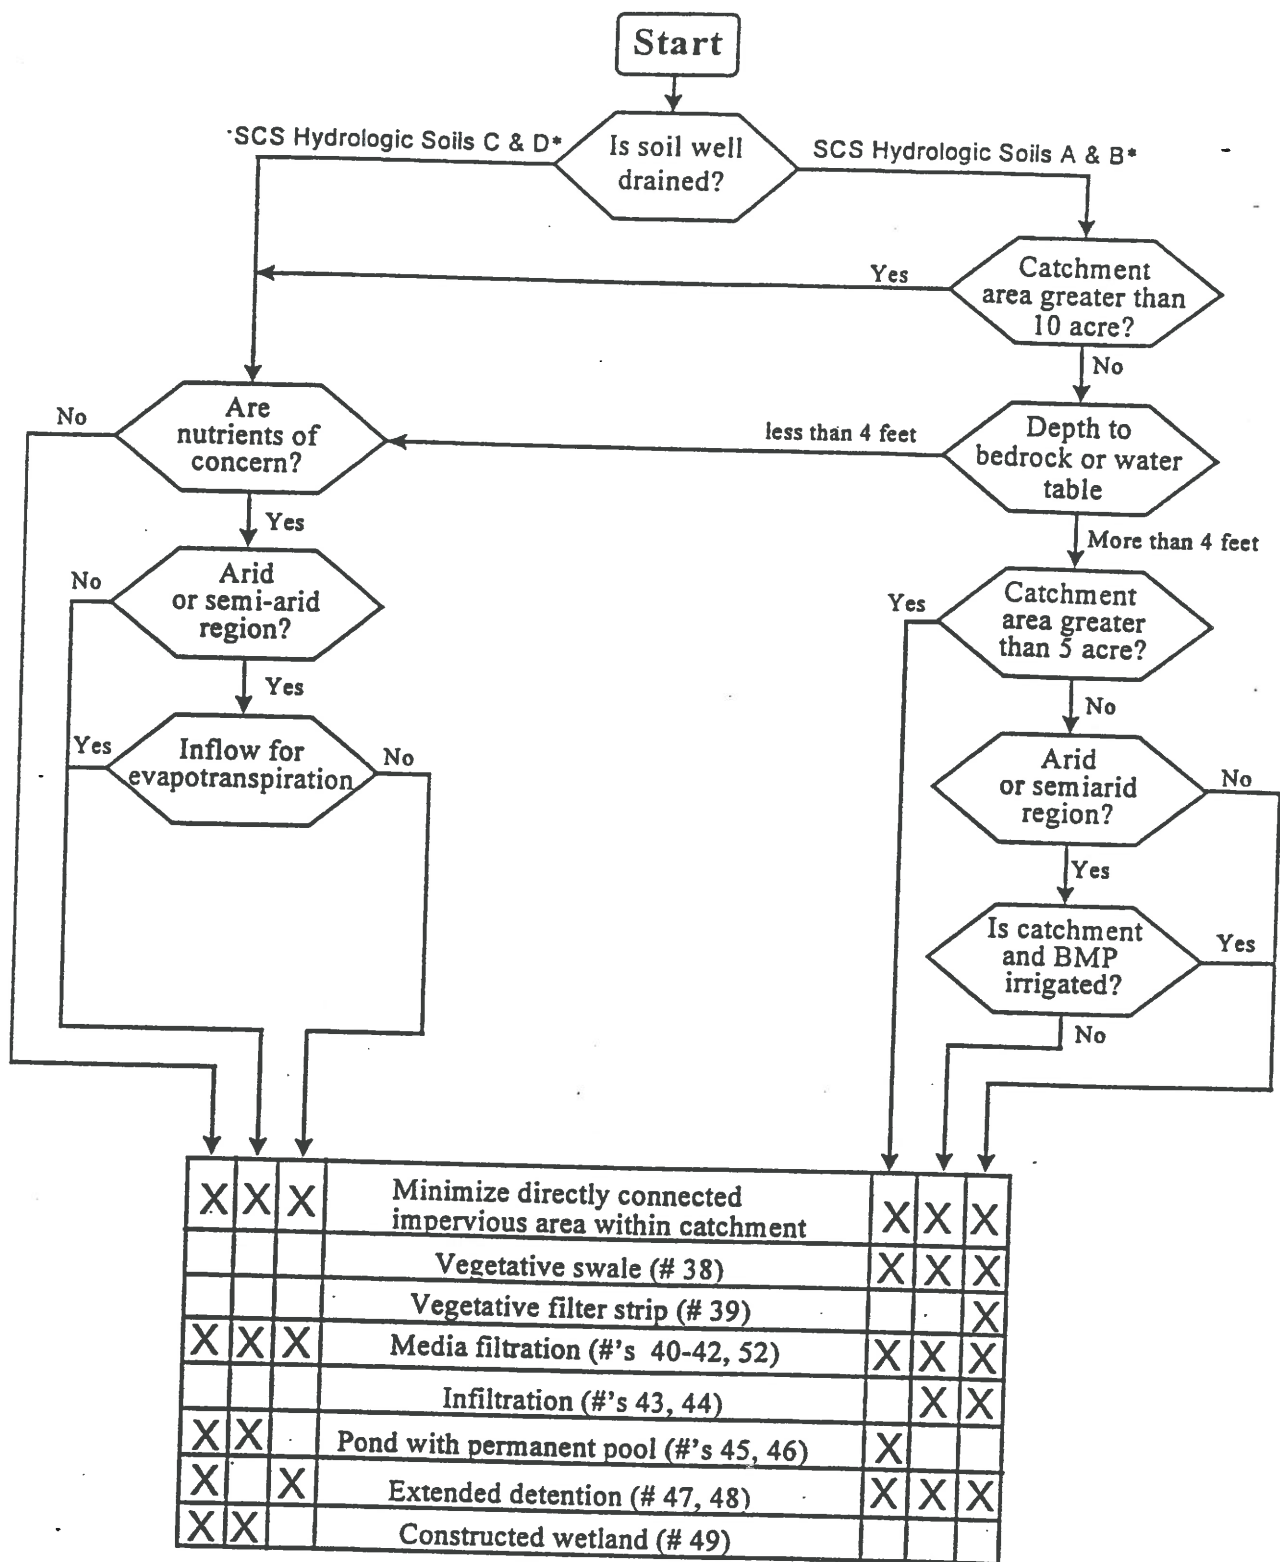 Start
SCS Hydrologic Soils C & D*
Is soil well
drained?
SCS Hydrologic Soils A & B*
Yes
Catchment
area greater than
10 acre?
No
No
Are
nutrients of
concern?
less than 4 feet
Depth to
bedrock or water
table
Yes
More than 4 feet
No
Arid
or semi-arid
region?
Yes
Catchment
area greater
than 5 acre?
Yes
No
Yes
Inflow for
evapotranspiration
No
Arid
or semiarid
region?
No
Yes
Is catchment
and BMP
irrigated?
Yes
No
X X X Minimize directly connected
impervious area within catchment X X X
Vegetative swale (# 38) X X X
Vegetative filter strip (# 39) X
X X X Media filtration (#'s 40-42, 52) X X X
Infiltration (#'s 43, 44) X X
X X Pond with permanent pool (#'s 45, 46) X
X X Extended detention (# 47, 48) X X X
X X Constructed wetland (# 49)